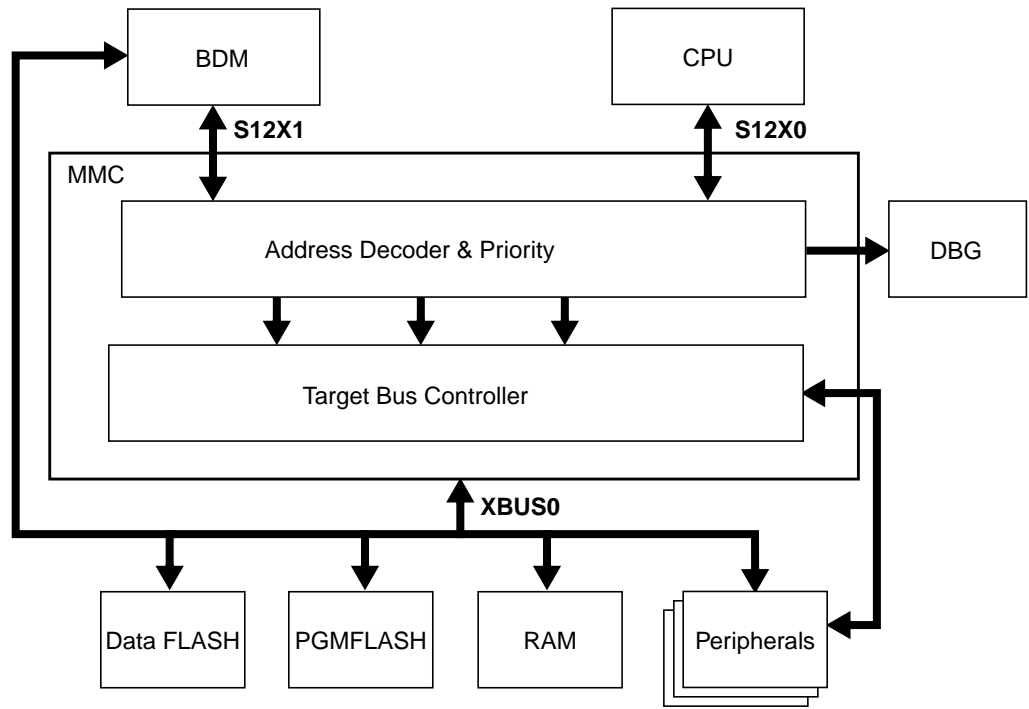 BDM
CPU
S12X1
S12X0
MMC
Address Decoder & Priority
DBG
Target Bus Controller
XBUS0
Data FLASH
PGMFLASH
RAM
Peripherals